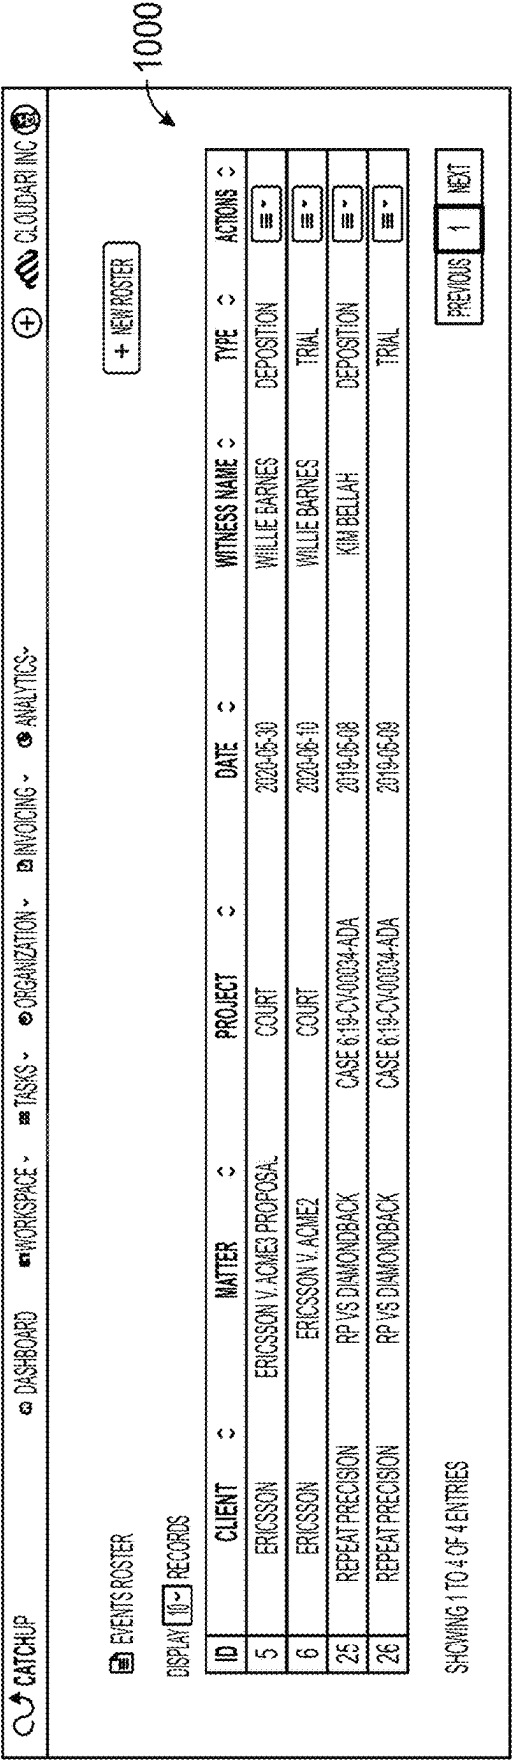 1000
CATCHUP DASHBOARD WORKSPACE TASKS ORGANIZATION INVOICING ANALYTICS CLOUDARI INC
EVENTS ROSTER
+ NEW ROSTER
DISPLAY 10 RECORDS
ID CLIENT MATTER PROJECT DATE WITNESS NAME TYPE ACTIONS
5 ERICSSON ERICSSON V. ACME3 PROPOSAL COURT 2020-05-30 WILLIE BARNES DEPOSITION
6 ERICSSON ERICSSON V. ACME2 COURT 2020-06-10 WILLIE BARNES TRIAL
25 REPEAT PRECISION RP VS DIAMONDBACK CASE 6:19-CV-00034-ADA 2019-05-08 KIM BELLAH DEPOSITION
26 REPEAT PRECISION RP VS DIAMONDBACK CASE 6:19-CV-00034-ADA 2019-05-09 TRIAL
SHOWING 1 TO 4 OF 4 ENTRIES
PREVIOUS 1 NEXT